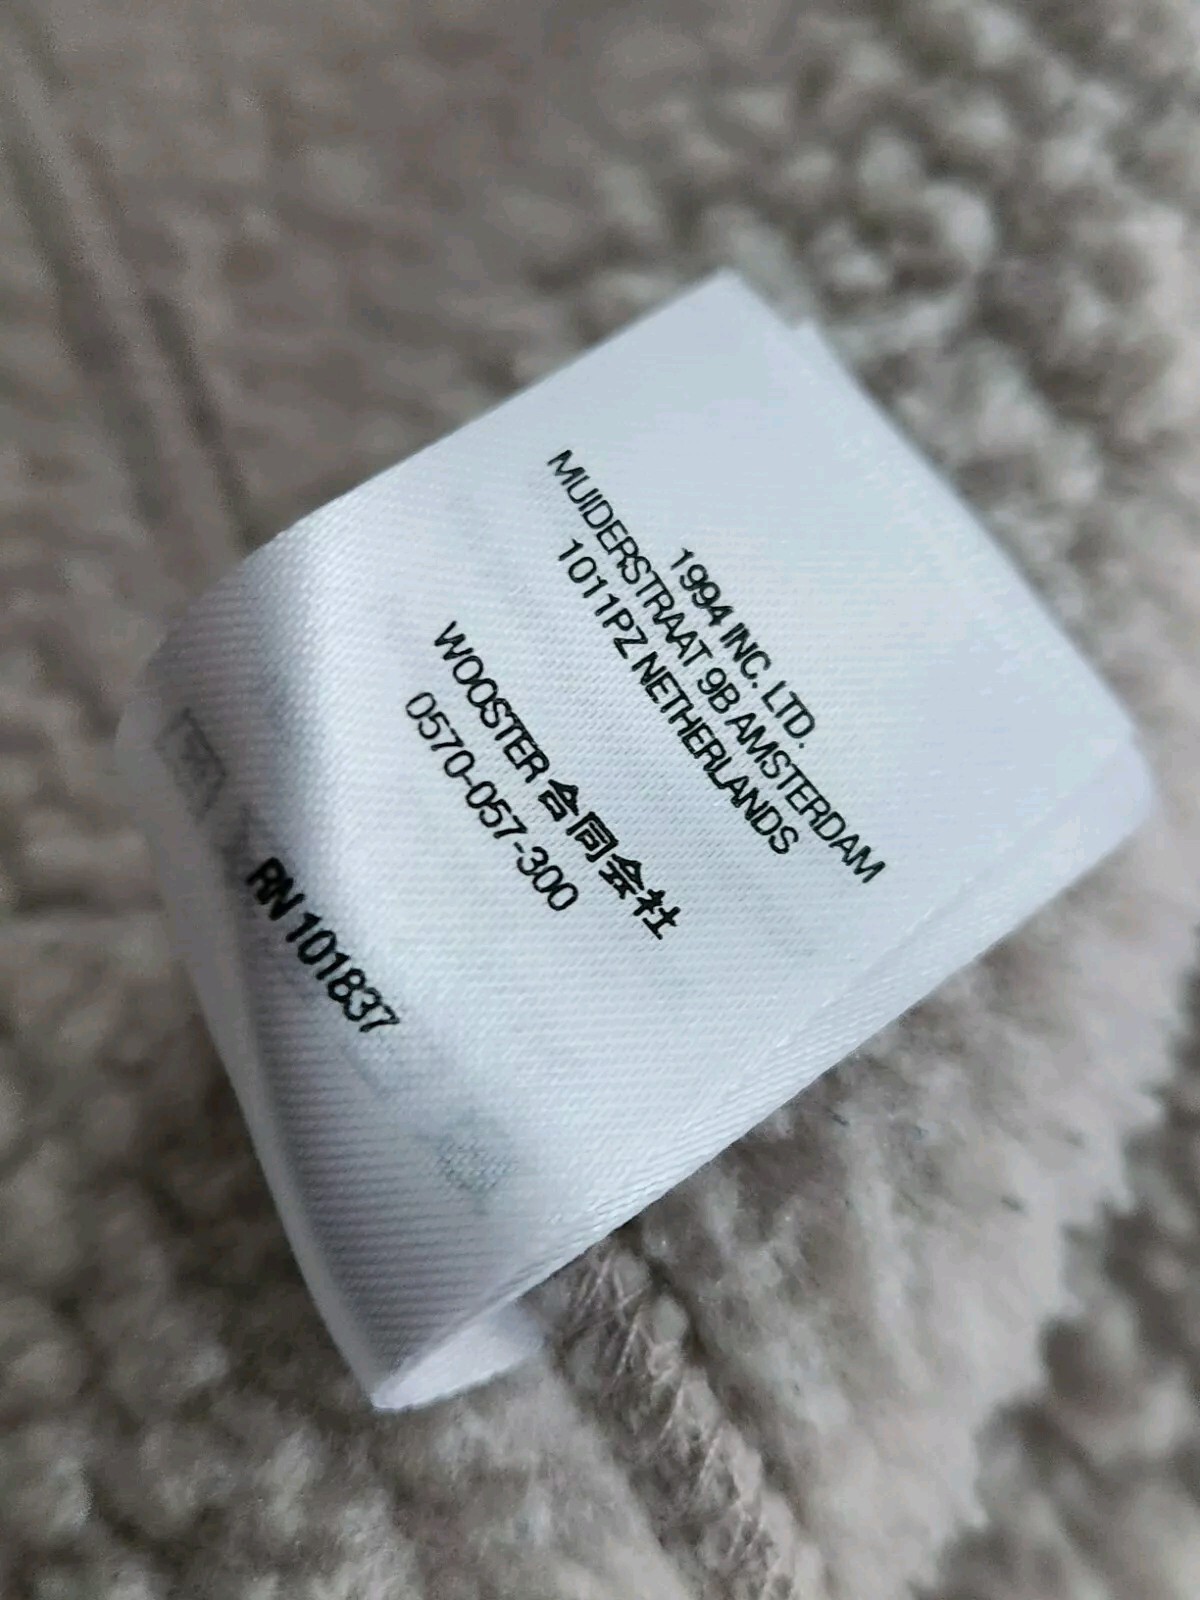 1994 INC. LTD.
MUIDERSTRAAT 9B AMSTERDAM
1011PZ NETHERLANDS
WOOSTER 合同会社
0570-057-300
RN 101837